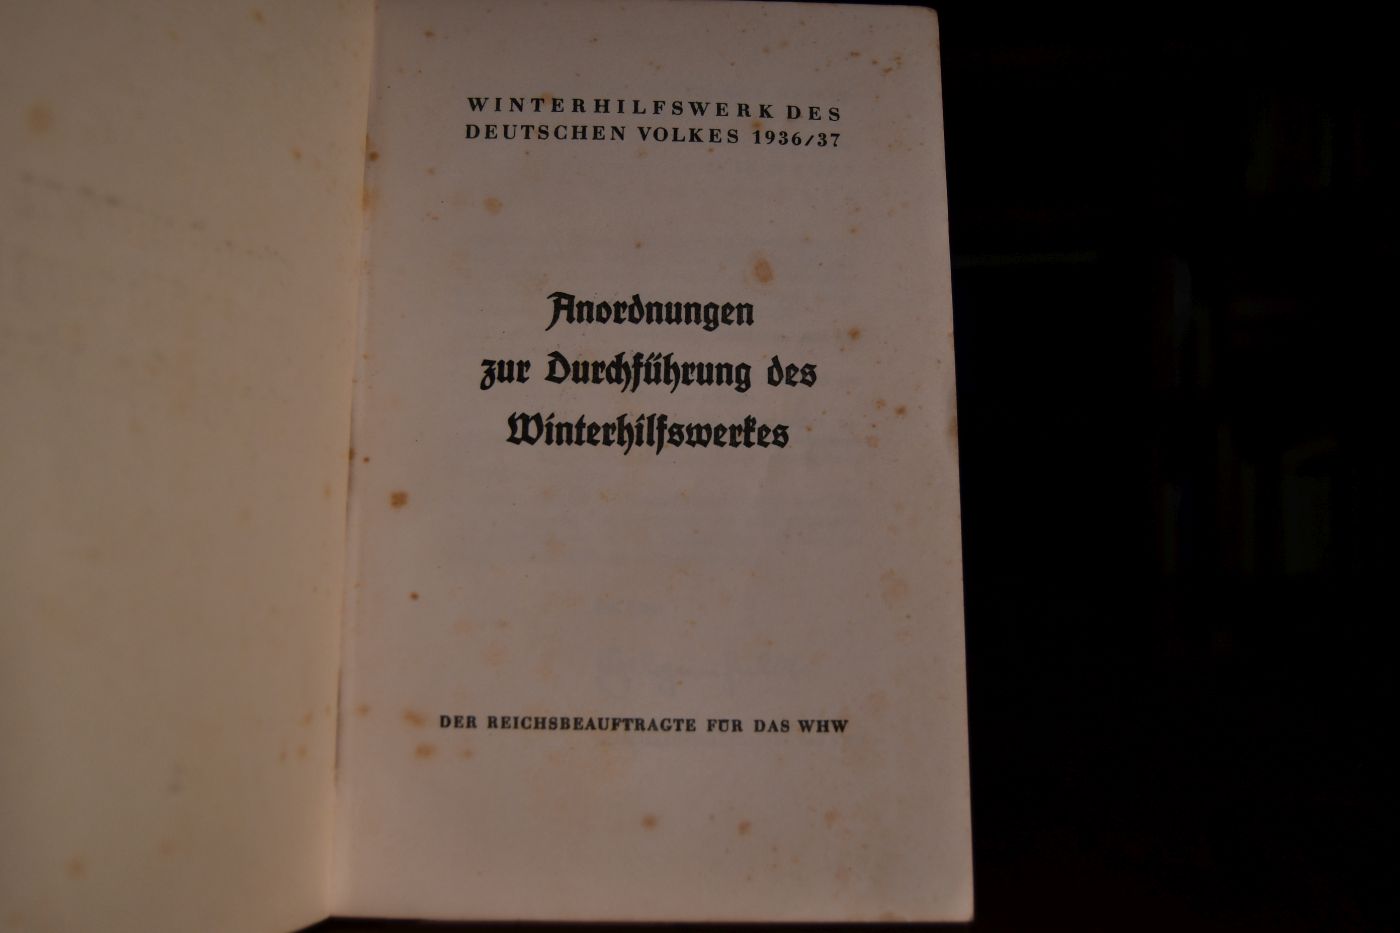 WINTERHILFSWERK DES
DEUTSCHEN VOLKES 1936/37
Anordnungen
zur Durchführung des
Winterhilfswerkes
DER REICHSBEAUFTRAGTE FÜR DAS WHW